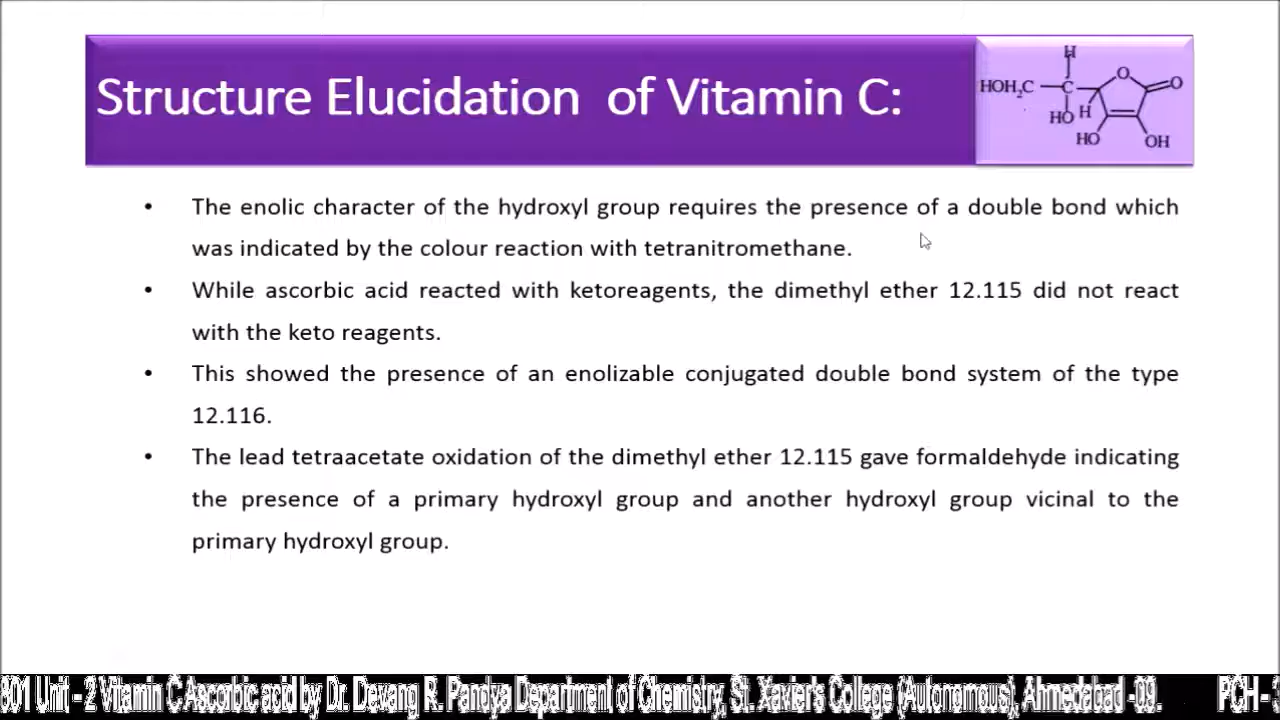 Structure Elucidation of Vitamin C:
H
HOH₂C C O O
HO H
HO OH
• The enolic character of the hydroxyl group requires the presence of a double bond which
was indicated by the colour reaction with tetranitromethane.
• While ascorbic acid reacted with ketoreagents, the dimethyl ether 12.115 did not react
with the keto reagents.
• This showed the presence of an enolizable conjugated double bond system of the type
12.116.
• The lead tetraacetate oxidation of the dimethyl ether 12.115 gave formaldehyde indicating
the presence of a primary hydroxyl group and another hydroxyl group vicinal to the
primary hydroxyl group.
801 Unit - 2 Vitamin C Ascorbic acid by Dr. Devang R. Pandya Department of Chemistry, St. Xavier's College (Autonomous), Ahmedabad -09. PCH - 3